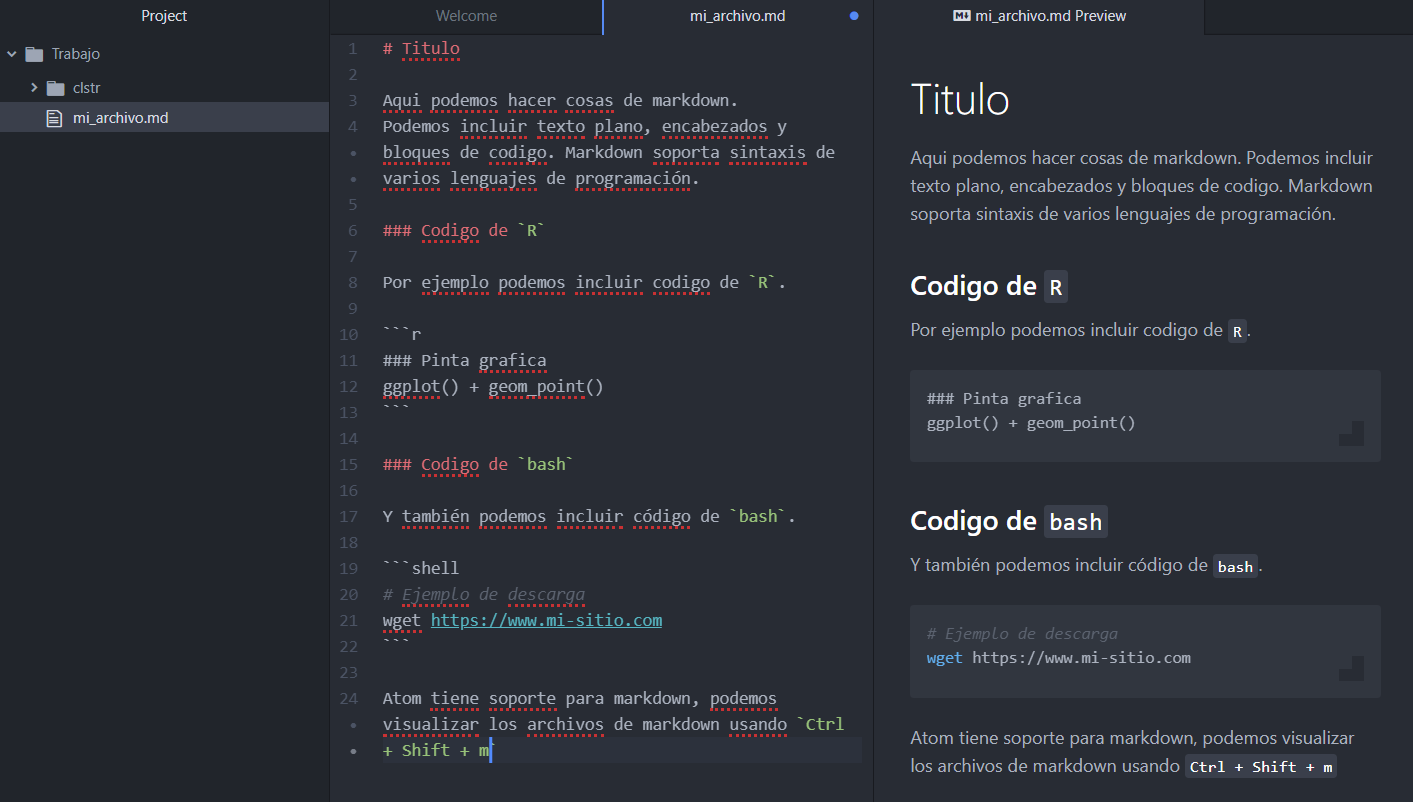 Project
Trabajo
clstr
mi_archivo.md
Welcome
mi_archivo.md
1 # Titulo
2
3 Aqui podemos hacer cosas de markdown.
4 Podemos incluir texto plano, encabezados y
• bloques de codigo. Markdown soporta sintaxis de
• varios lenguajes de programación.
5
6 ### Codigo de `R`
7
8 Por ejemplo podemos incluir codigo de `R`.
9
10 ```r
11 ### Pinta grafica
12 ggplot() + geom_point()
13 ```
14
15 ### Codigo de `bash`
16
17 Y también podemos incluir código de `bash`.
18
19 ```shell
20 # Ejemplo de descarga
21 wget https://www.mi-sitio.com
22 ```
23
24 Atom tiene soporte para markdown, podemos
• visualizar los archivos de markdown usando `Ctrl
• + Shift + m`
mi_archivo.md Preview
Titulo
Aqui podemos hacer cosas de markdown. Podemos incluir
texto plano, encabezados y bloques de codigo. Markdown
soporta sintaxis de varios lenguajes de programación.
Codigo de R
Por ejemplo podemos incluir codigo de R.
### Pinta grafica
ggplot() + geom_point()
Codigo de bash
Y también podemos incluir código de bash.
# Ejemplo de descarga
wget https://www.mi-sitio.com
Atom tiene soporte para markdown, podemos visualizar
los archivos de markdown usando Ctrl + Shift + m